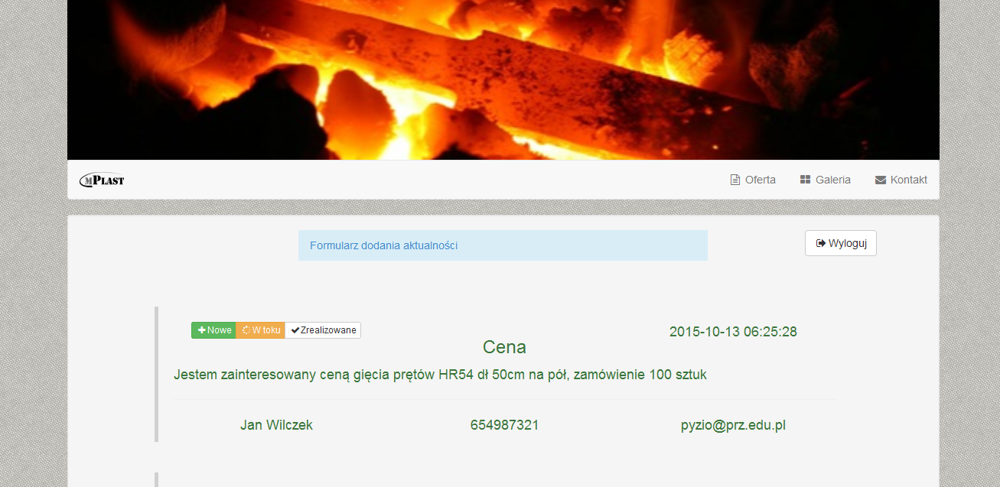 mPlast
Oferta
Galeria
Kontakt
Formularz dodania aktualności
Wyloguj
Nowe
W toku
Zrealizowane
2015-10-13 06:25:28
Cena
Jestem zainteresowany ceną gięcia prętów HR54 dł 50cm na pół, zamówienie 100 sztuk
Jan Wilczek
654987321
pyzio@prz.edu.pl